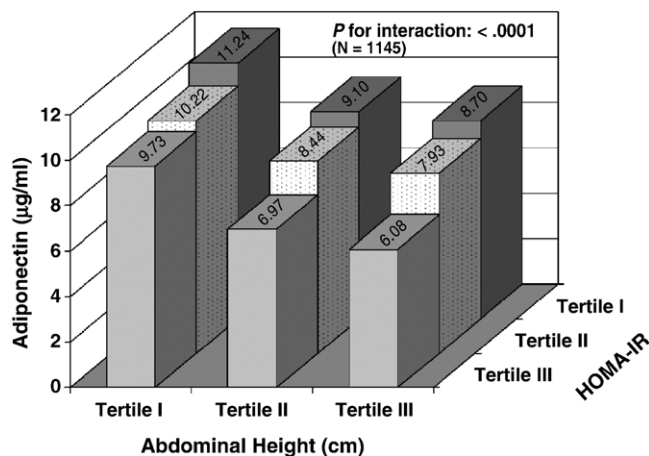 P for interaction: < .0001
(N = 1145)
11.24
9.10
8.70
10.22
8.44
7.93
9.73
6.97
6.08
12
10
8
6
4
2
0
Adiponectin (µg/ml)
Tertile I
Tertile II
Tertile III
Abdominal Height (cm)
Tertile I
Tertile II
Tertile III
HOMA-IR